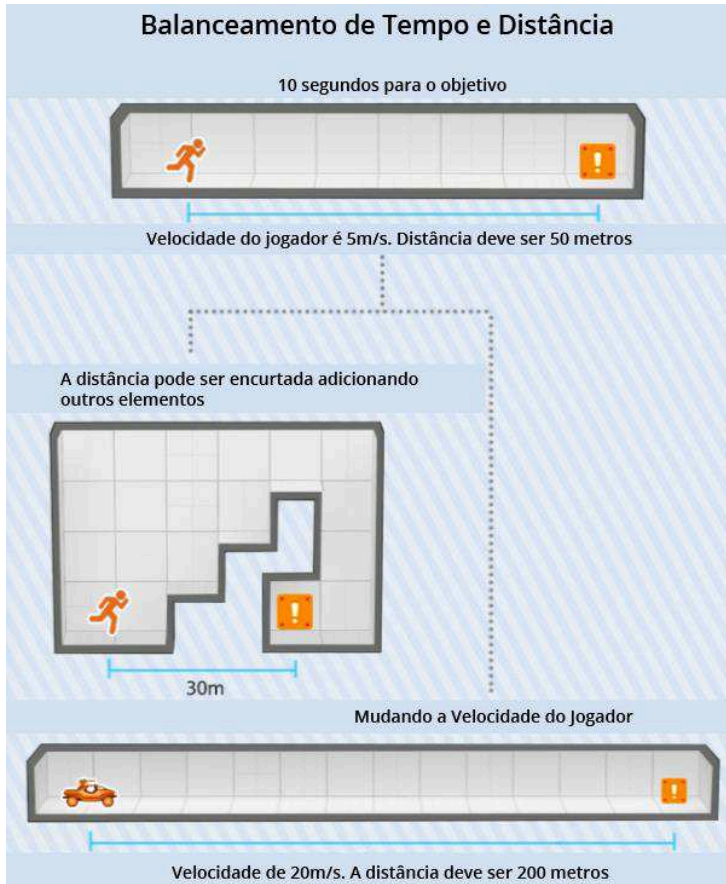 Balanceamento de Tempo e Distância
10 segundos para o objetivo
!
Velocidade do jogador é 5m/s. Distância deve ser 50 metros
A distância pode ser encurtada adicionando
outros elementos
!
30m
Mudando a Velocidade do Jogador
!
Velocidade de 20m/s. A distância deve ser 200 metros